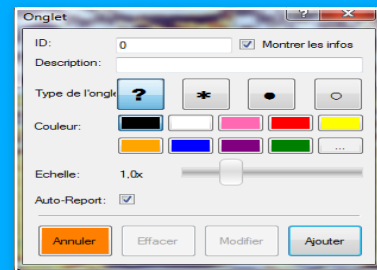 Onglet
ID: 0 Montrer les infos
Description:
Type de l'ongle ? *
Couleur:
...
Echelle: 1,0x
Auto-Report:
Annuler Effacer Modifier Ajouter